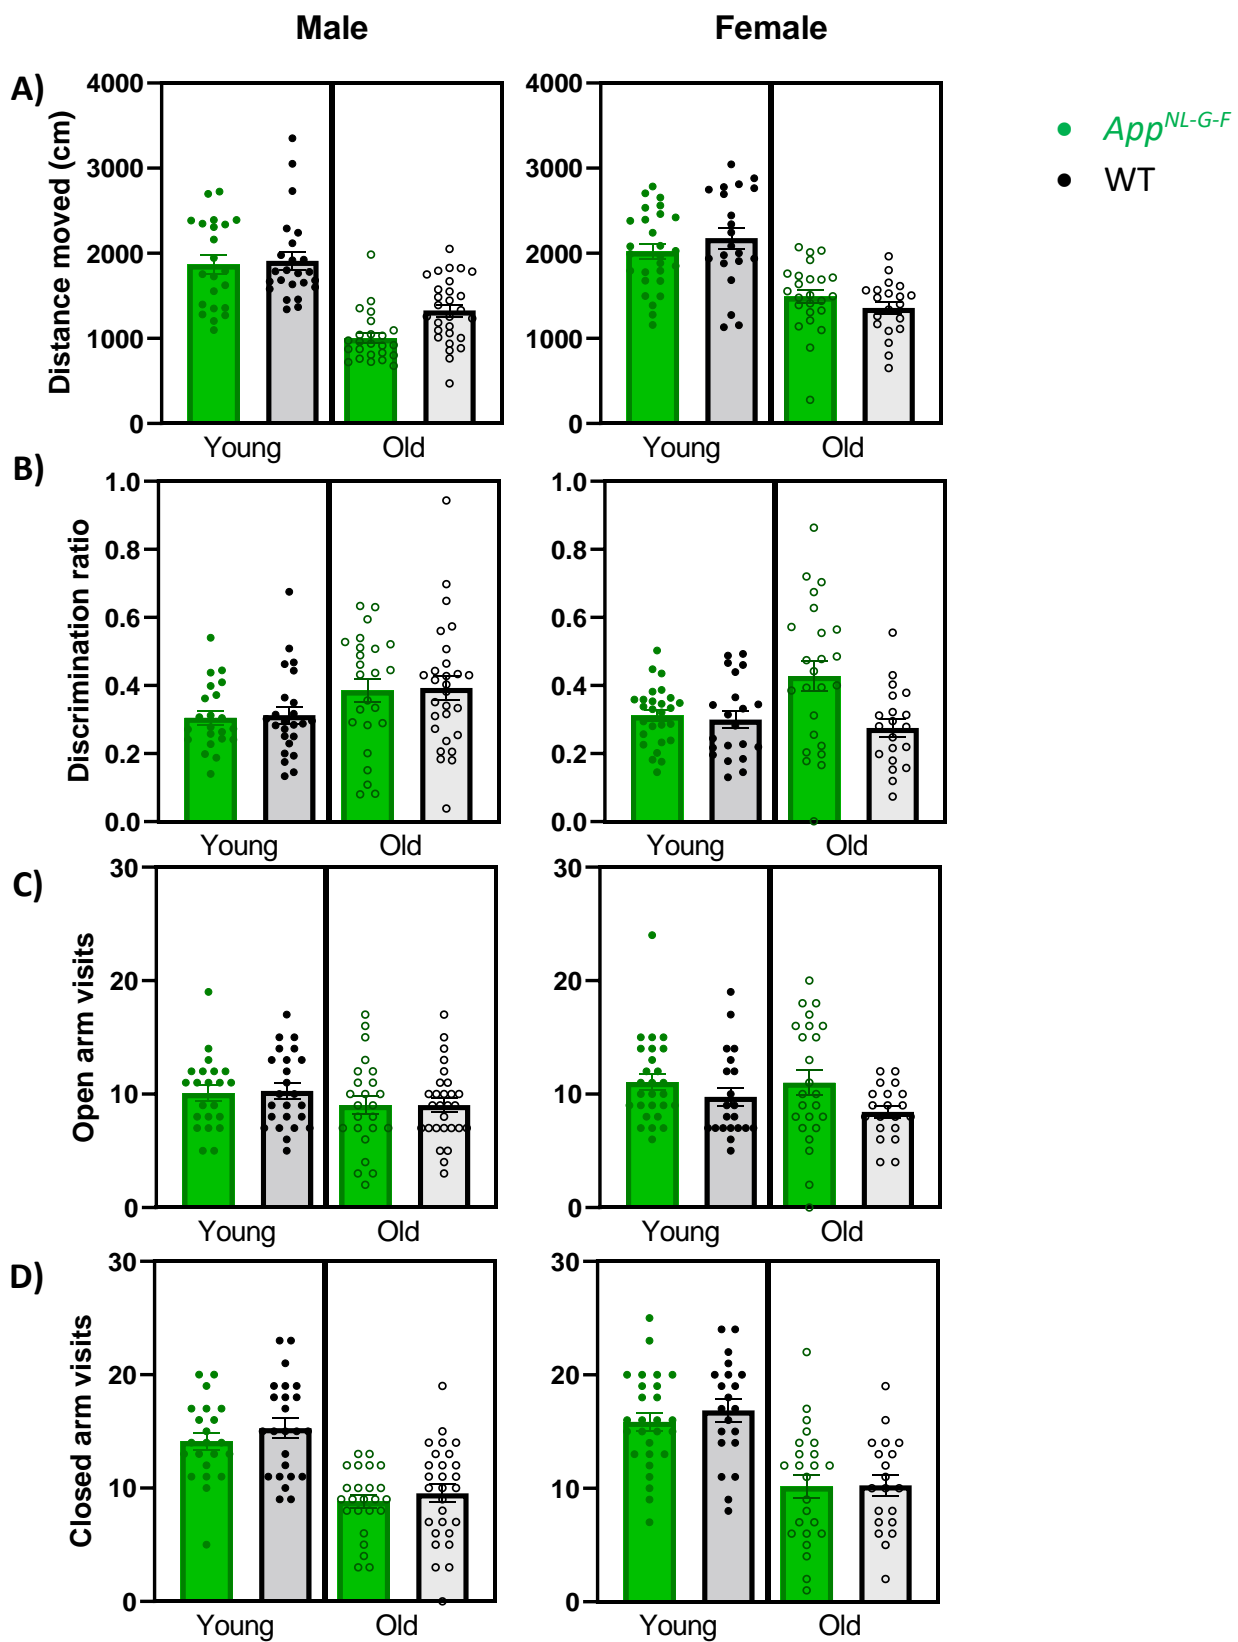 Male Female
A)
Distance moved (cm)
4000
3000
2000
1000
0
Young Old
4000
3000
2000
1000
0
Young Old
App^NL-G-F
WT
B)
Discrimination ratio
1.0
0.8
0.6
0.4
0.2
0.0
Young Old
1.0
0.8
0.6
0.4
0.2
0.0
Young Old
C)
Open arm visits
30
20
10
0
Young Old
30
20
10
0
Young Old
D)
Closed arm visits
30
20
10
0
Young Old
30
20
10
0
Young Old